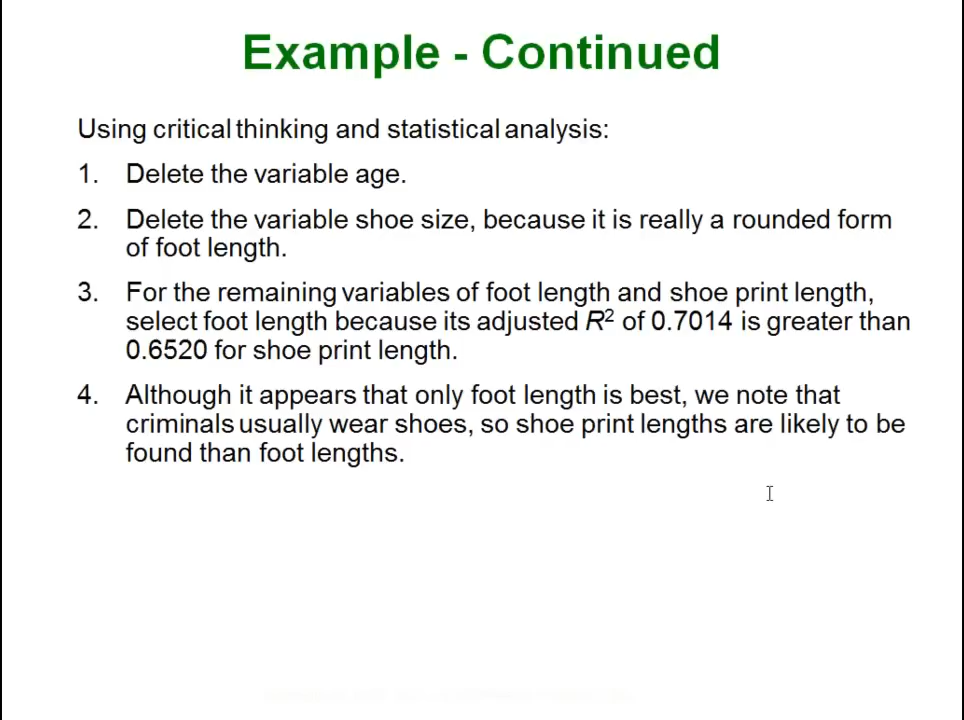 Example - Continued
Using critical thinking and statistical analysis:
1. Delete the variable age.
2. Delete the variable shoe size, because it is really a rounded form
of foot length.
3. For the remaining variables of foot length and shoe print length,
select foot length because its adjusted R² of 0.7014 is greater than
0.6520 for shoe print length.
4. Although it appears that only foot length is best, we note that
criminals usually wear shoes, so shoe print lengths are likely to be
found than foot lengths.